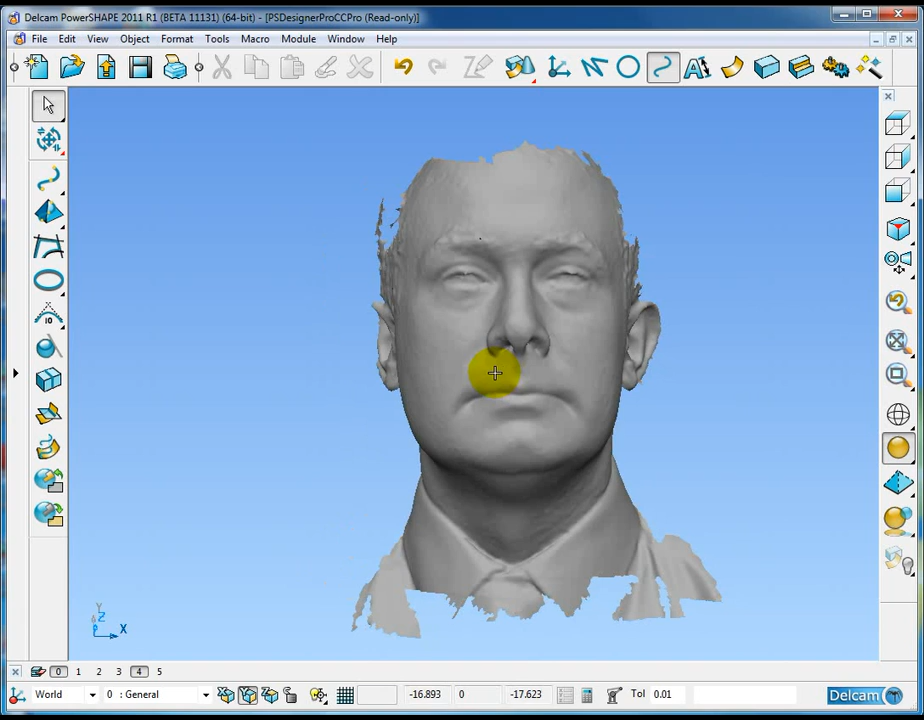 Delcam PowerSHAPE 2011 R1 (BETA 11131) (64-bit) - [PSDesignerProCCPro (Read-only)]
File Edit View Object Format Tools Macro Module Window Help
10
Y
Z
X
0 1 2 3 4 5
World 0 : General -16.893 0 -17.623 Tol 0.01 Delcam